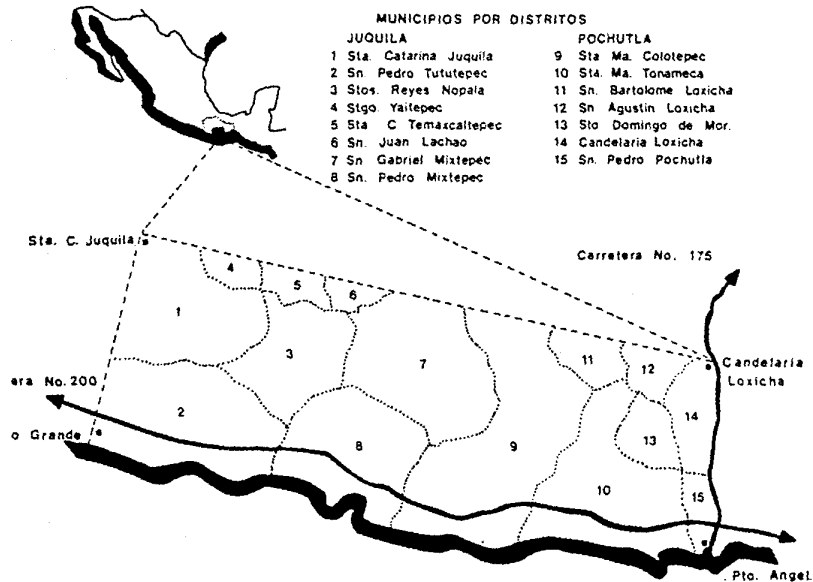 MUNICIPIOS POR DISTRITOS
JUQUILA
1 Sta. Catarina Juquila
2 Sn. Pedro Tututepec
3 Stos. Reyes Nopala
4 Stgo. Yaitepec
5 Sta C Temaxcaltepec
6 Sn. Juan Lachao
7 Sn Gabriel Mixtepec
8 Sn. Pedro Mixtepec
POCHUTLA
9 Sta Ma. Colotepec
10 Sta. Ma. Tonameca
11 Sn. Bartolome Loxicha
12 Sn Agustin Loxicha
13 Sto Domingo de Mor.
14 Candelaria Loxicha
15 Sn. Pedro Pochutla
Sta. C. Juquila
Carretera No. 175
4
5
6
1
3
7
11
12
Candelaria
Loxicha
era No. 200
2
14
o Grande
8
9
13
10
15
. Pto. Angel.